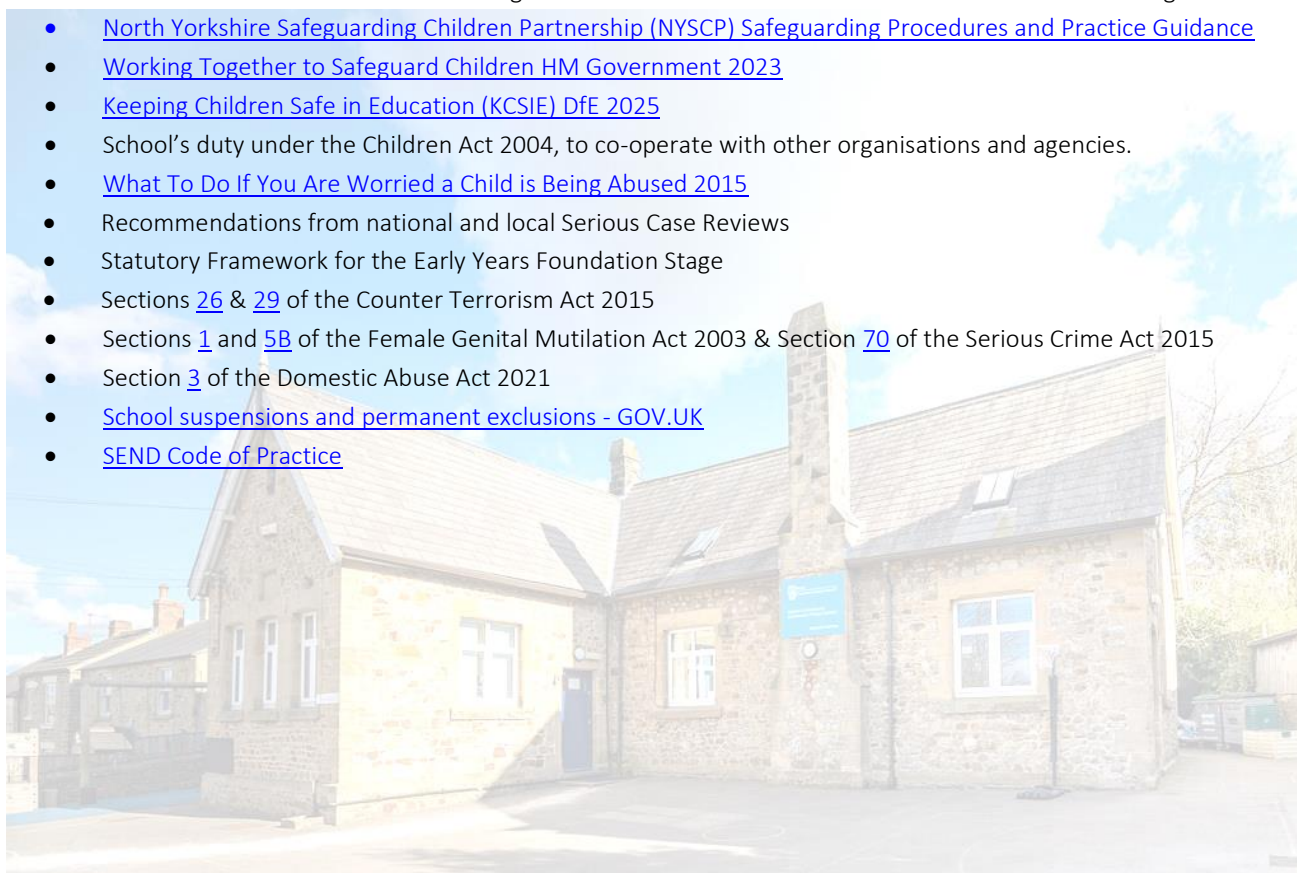 • North Yorkshire Safeguarding Children Partnership (NYSCP) Safeguarding Procedures and Practice Guidance
• Working Together to Safeguard Children HM Government 2023
• Keeping Children Safe in Education (KCSIE) DfE 2025
• School’s duty under the Children Act 2004, to co-operate with other organisations and agencies.
• What To Do If You Are Worried a Child is Being Abused 2015
• Recommendations from national and local Serious Case Reviews
• Statutory Framework for the Early Years Foundation Stage
• Sections 26 & 29 of the Counter Terrorism Act 2015
• Sections 1 and 5B of the Female Genital Mutilation Act 2003 & Section 70 of the Serious Crime Act 2015
• Section 3 of the Domestic Abuse Act 2021
• School suspensions and permanent exclusions - GOV.UK
• SEND Code of Practice